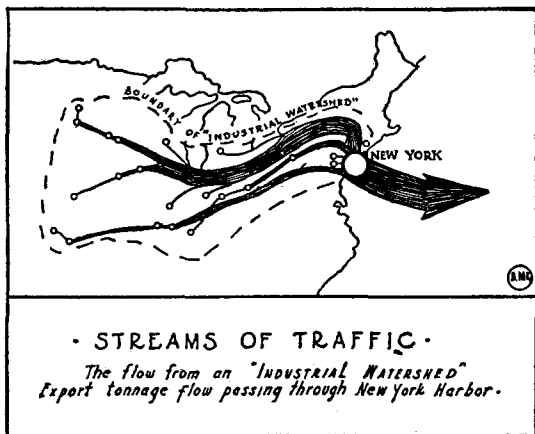 BOUNDARY OF "INDUSTRIAL WATERSHED"
NEW YORK
· STREAMS OF TRAFFIC ·
The flow from an "INDUSTRIAL WATERSHED"
Export tonnage flow passing through New York Harbor ·